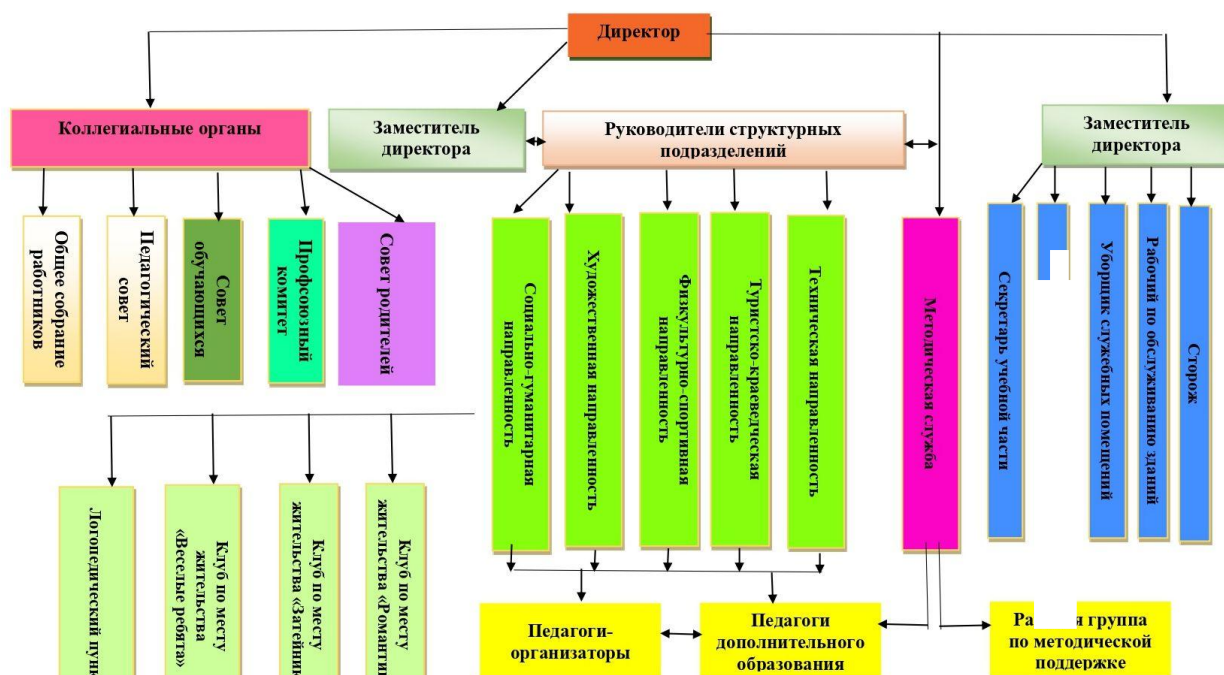 Директор
Коллегиальные органы
Заместитель
директора
Руководители структурных
подразделений
Заместитель
директора
Общее собрание
работников
Педагогический
совет
Совет
обучающихся
Профсоюзный
комитет
Совет родителей
Социально-гуманитарная
направленность
Художественная направленность
Физкультурно-спортивная
направленность
Туристско-краеведческая
направленность
Техническая направленность
Методическая служба
Секретарь учебной части
Уборщик служебных помещений
Рабочий по обслуживанию зданий
Сторож
Логопедический
Клуб по месту
жительства
«Веселые ребята»
Клуб по месту
жительства
Клуб по месту
жительства
Педагоги-
организаторы
Педагоги
дополнительного
образования
группа
по методической
поддержке